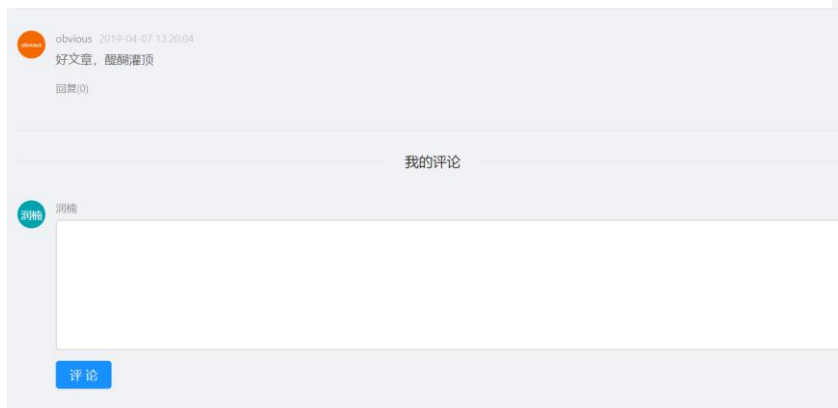 obvious
obvious 2019-04-07 13:20:04
好文章，醍醐灌顶
回复(0)
我的评论
润楠
润楠
评 论